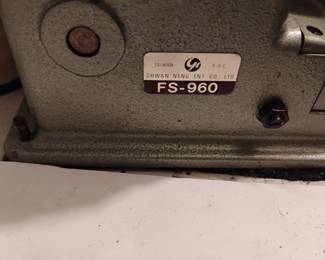 TAIWAN R.O.C
CHWAN NENG ENT CO., LTD
FS-960